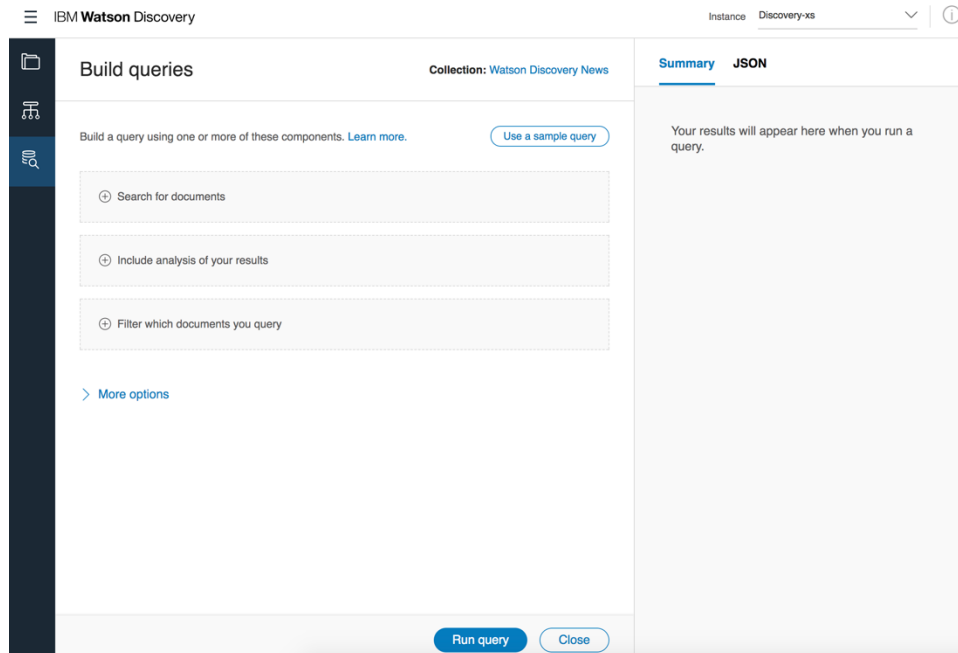 IBM Watson Discovery
Instance Discovery-xs
Build queries
Collection: Watson Discovery News
Build a query using one or more of these components. Learn more.
Use a sample query
Search for documents
Include analysis of your results
Filter which documents you query
More options
Run query
Close
Summary JSON
Your results will appear here when you run a
query.